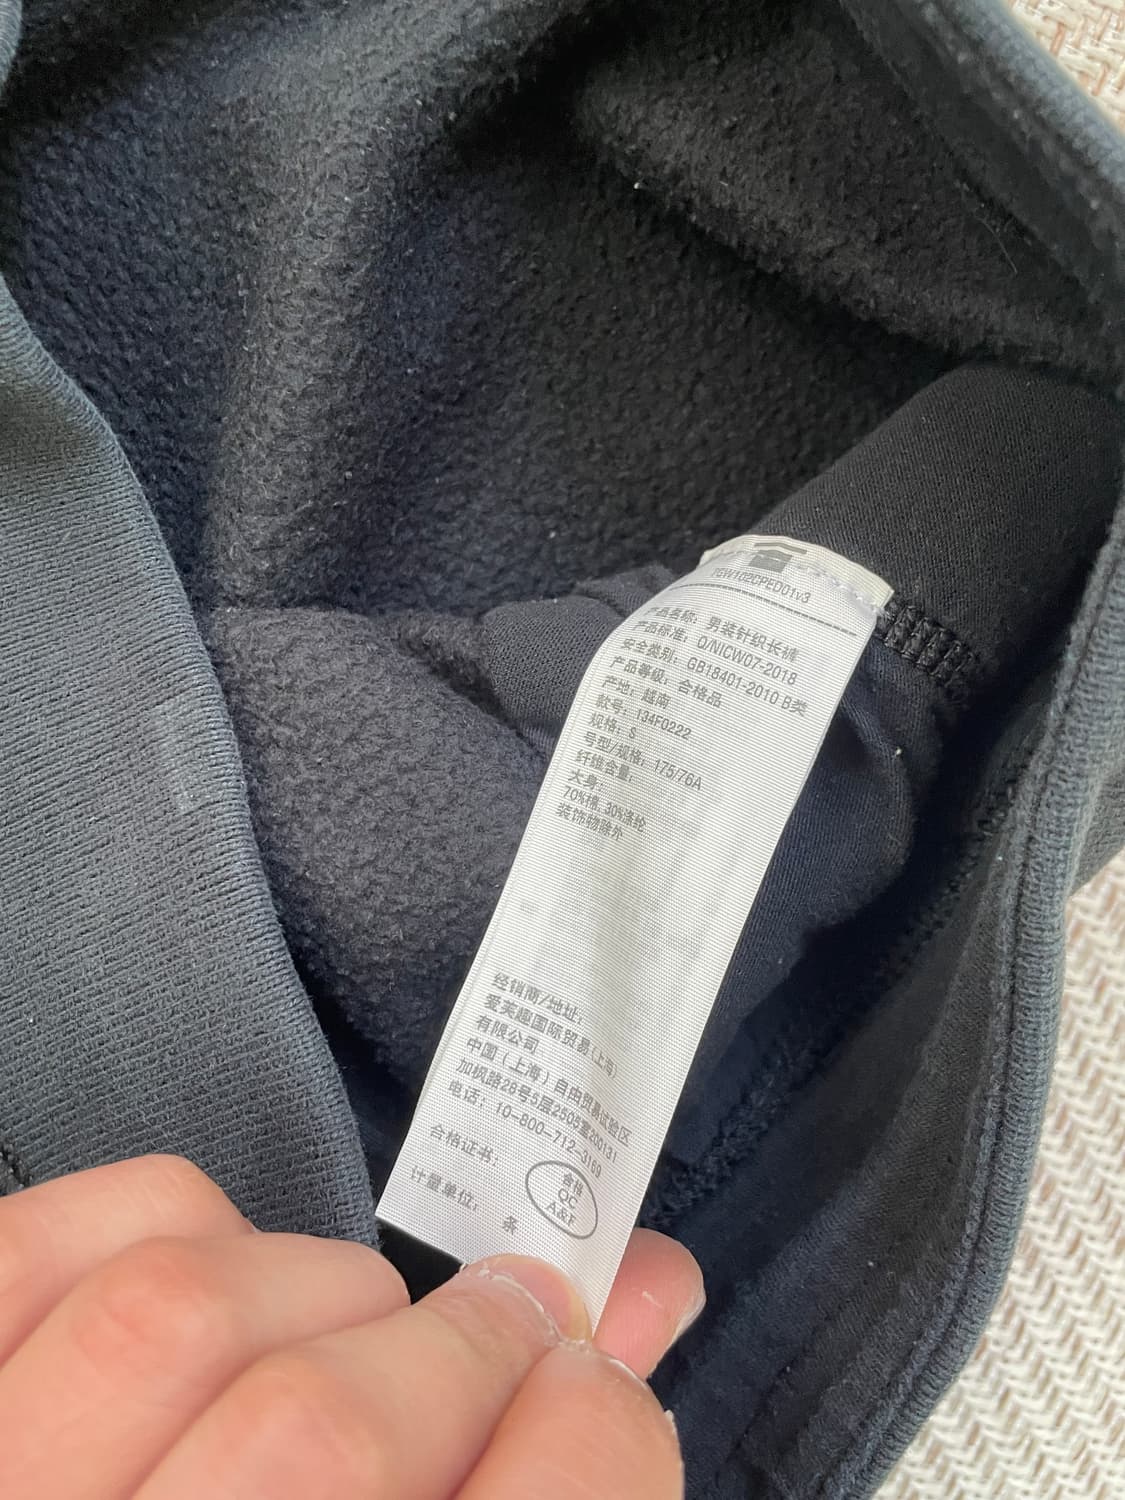 产品名称：男装针织长裤
产品标准：Q/NICW07-2018
安全类别：GB18401-2010 B类
产品等级：合格品
产地：越南
款号：134F0222
规格：S
号型/规格：175/76A
纤维含量：
大身：
70%棉 30%涤纶
装饰物除外
经销商/地址：
爱芙趣国际贸易(上海)
有限公司
中国（上海）自由贸易试验区
加枫路28号5层2505室200131
电话：10-800-712-3169
合格证书：
合格
QC
A&F
计量单位： 条